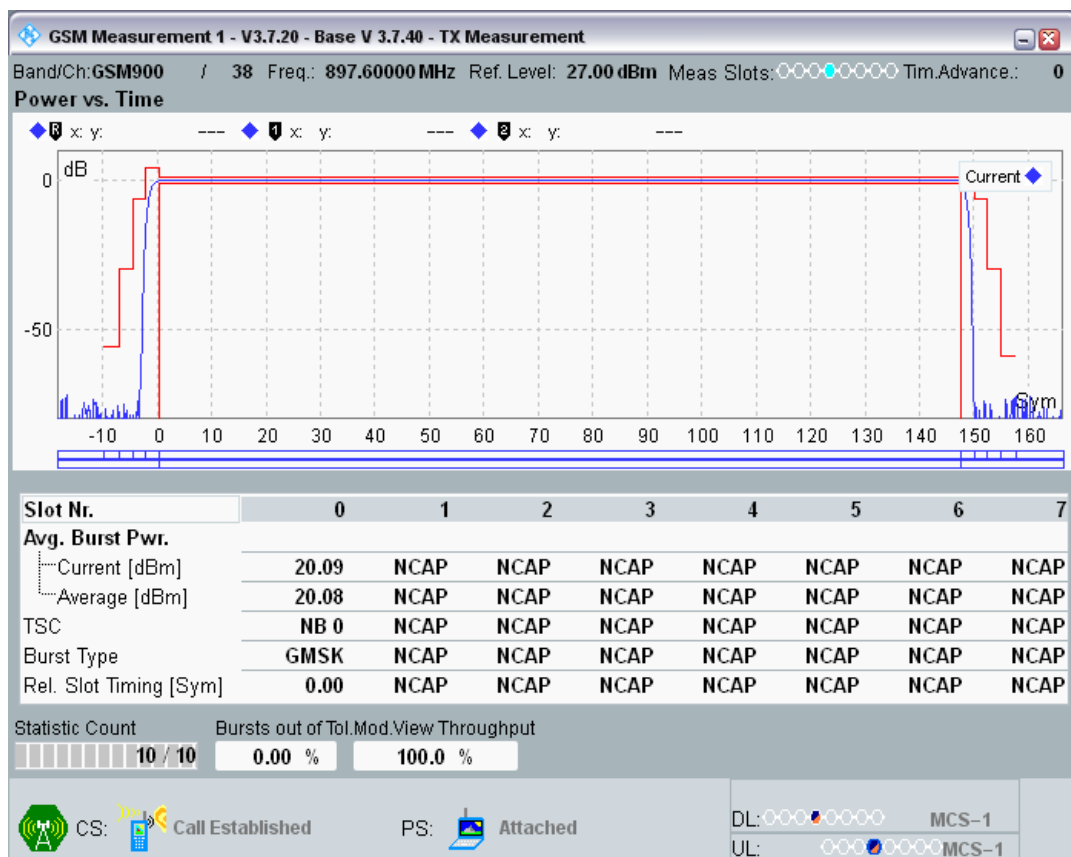 GSM Measurement 1 - V3.7.20 - Base V 3.7.40 - TX Measurement
Band/Ch:GSM900 / 38 Freq.: 897.60000 MHz Ref. Level: 27.00 dBm Meas Slots: Tim.Advance.: 0
Power vs. Time
R x: y: --- 1 x: y: --- 2 x: y: ---
dB
Current
0
-50
Sym
-10 0 10 20 30 40 50 60 70 80 90 100 110 120 130 140 150 160
Slot Nr. 0 1 2 3 4 5 6 7
Avg. Burst Pwr.
Current [dBm] 20.09 NCAP NCAP NCAP NCAP NCAP NCAP NCAP
Average [dBm] 20.08 NCAP NCAP NCAP NCAP NCAP NCAP NCAP
TSC NB 0 NCAP NCAP NCAP NCAP NCAP NCAP NCAP
Burst Type GMSK NCAP NCAP NCAP NCAP NCAP NCAP NCAP
Rel. Slot Timing [Sym] 0.00 NCAP NCAP NCAP NCAP NCAP NCAP NCAP
Statistic Count Bursts out of Tol.Mod.View Throughput
10 / 10 0.00 % 100.0 %
CS: Call Established PS: Attached DL: MCS-1
UL: MCS-1